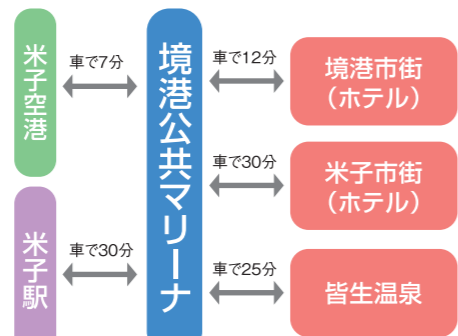 米子空港
車で7分
境港公共マリーナ
車で12分
境港市街
（ホテル）
車で30分
米子市街
（ホテル）
米子駅
車で30分
車で25分
皆生温泉